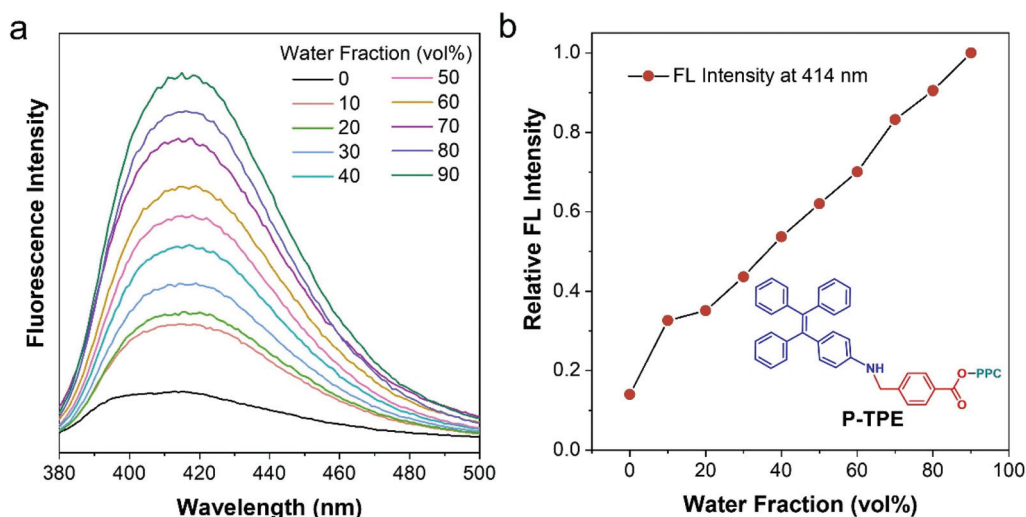 a
Fluorescence Intensity
Water Fraction (vol%)
0 50
10 60
20 70
30 80
40 90
380 400 420 440 460 480 500
Wavelength (nm)
b
Relative FL Intensity
1.0
0.8
0.6
0.4
0.2
0.0
FL Intensity at 414 nm
NH
O-PPC
O
P-TPE
0 20 40 60 80 100
Water Fraction (vol%)